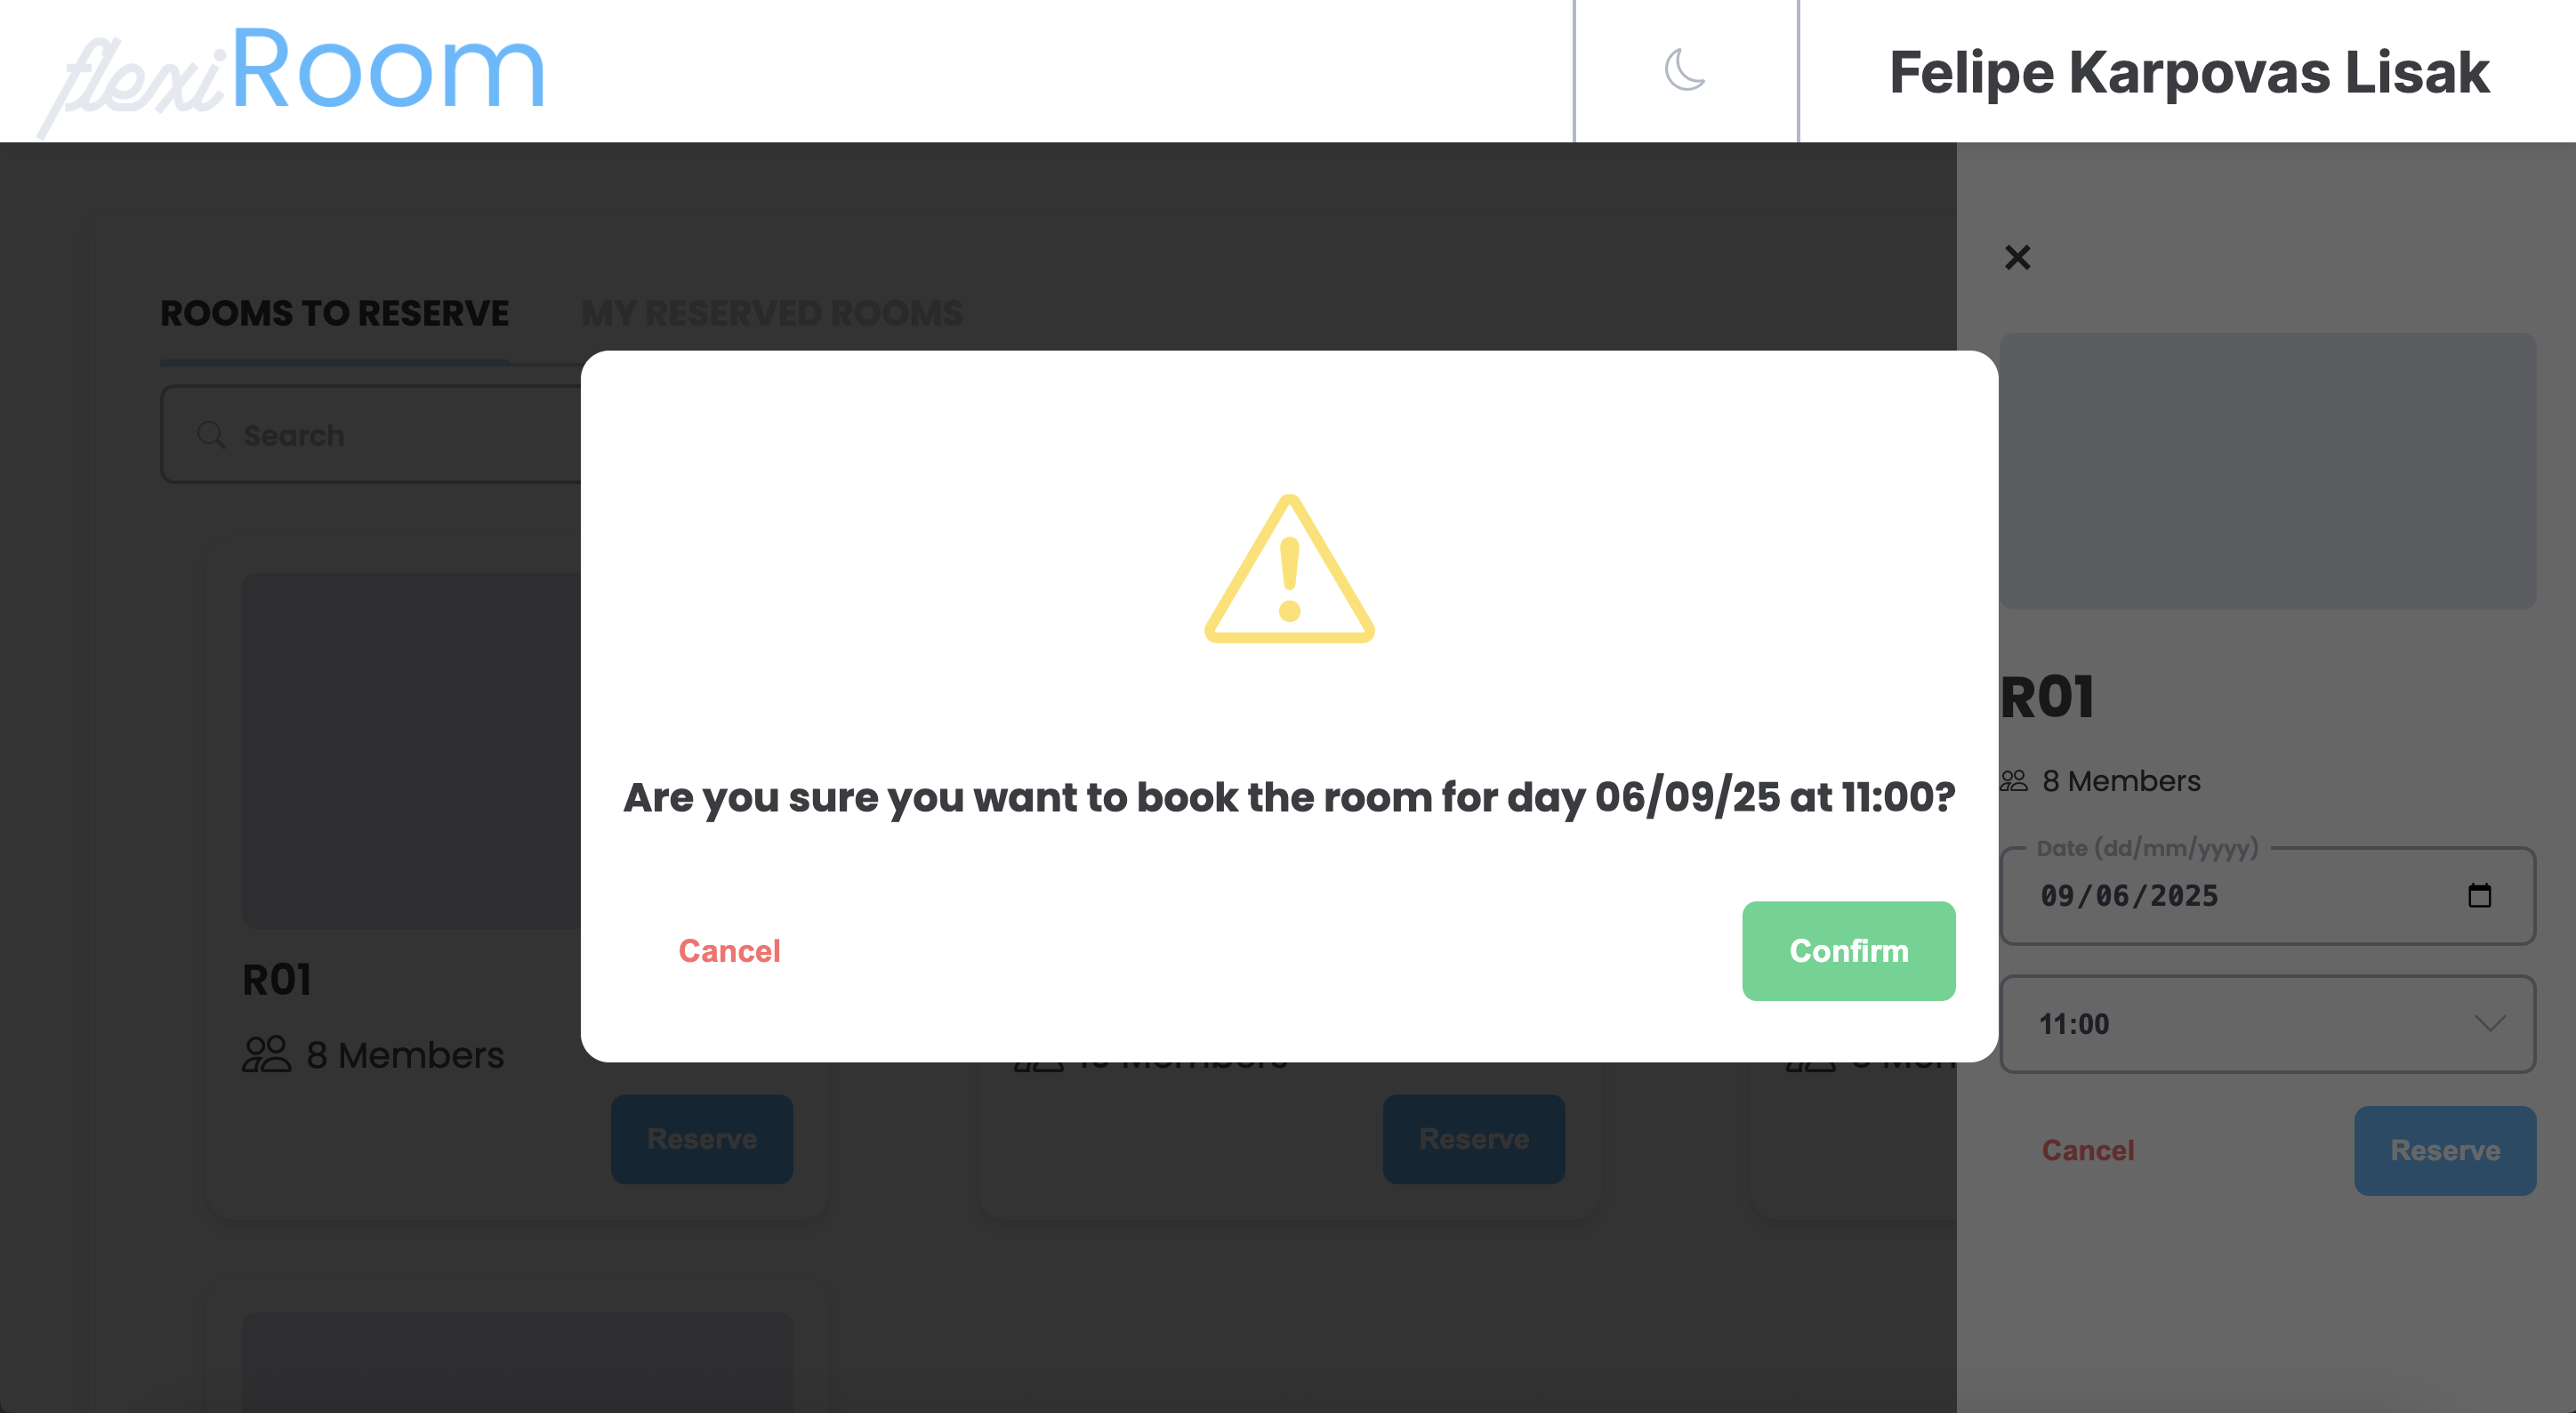 flexiRoom
Felipe Karpovas Lisak
ROOMS TO RESERVE
MY RESERVED ROOMS
Search
Are you sure you want to book the room for day 06/09/25 at 11:00?
Cancel
Confirm
R01
8 Members
Reserve
Members
Reserve
R01
8 Members
Date (dd/mm/yyyy)
09/06/2025
11:00
Cancel
Reserve